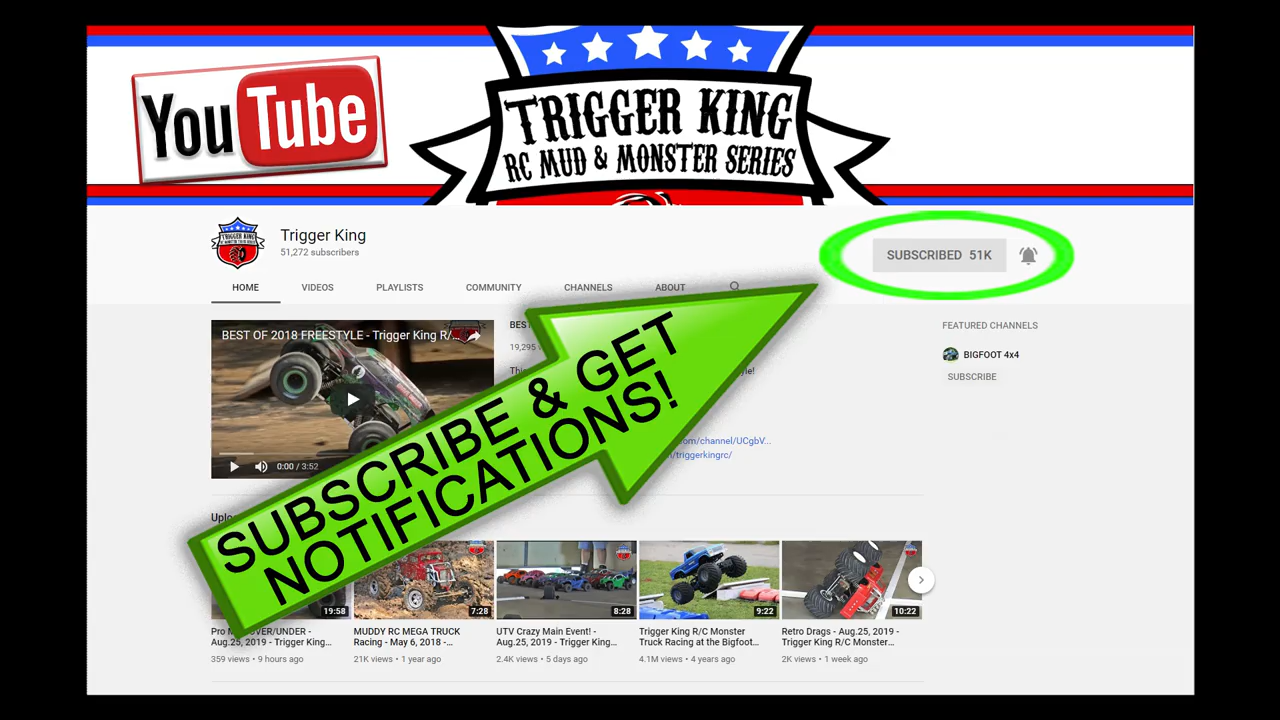 YouTube
TRIGGER KING
RC MUD & MONSTER SERIES
Trigger King
51,272 subscribers
SUBSCRIBED 51K
HOME VIDEOS PLAYLISTS COMMUNITY CHANNELS ABOUT
BEST OF 2018 FREESTYLE - Trigger King R/...
0:00 / 3:52
19,295
SUBSCRIBE & GET
NOTIFICATIONS!
.com/channel/UCgbV...
/triggerkingrc/
FEATURED CHANNELS
BIGFOOT 4x4
SUBSCRIBE
19:58
7:28
8:28
9:22
10:22
Aug.25, 2019 - Trigger King...
359 views • 9 hours ago
MUDDY RC MEGA TRUCK
Racing - May 6, 2018 -...
21K views • 1 year ago
UTV Crazy Main Event! -
Aug.25, 2019 - Trigger King...
2.4K views • 5 days ago
Trigger King R/C Monster
Truck Racing at the Bigfoot...
4.1M views • 4 years ago
Retro Drags - Aug.25, 2019 -
Trigger King R/C Monster...
2K views • 1 week ago